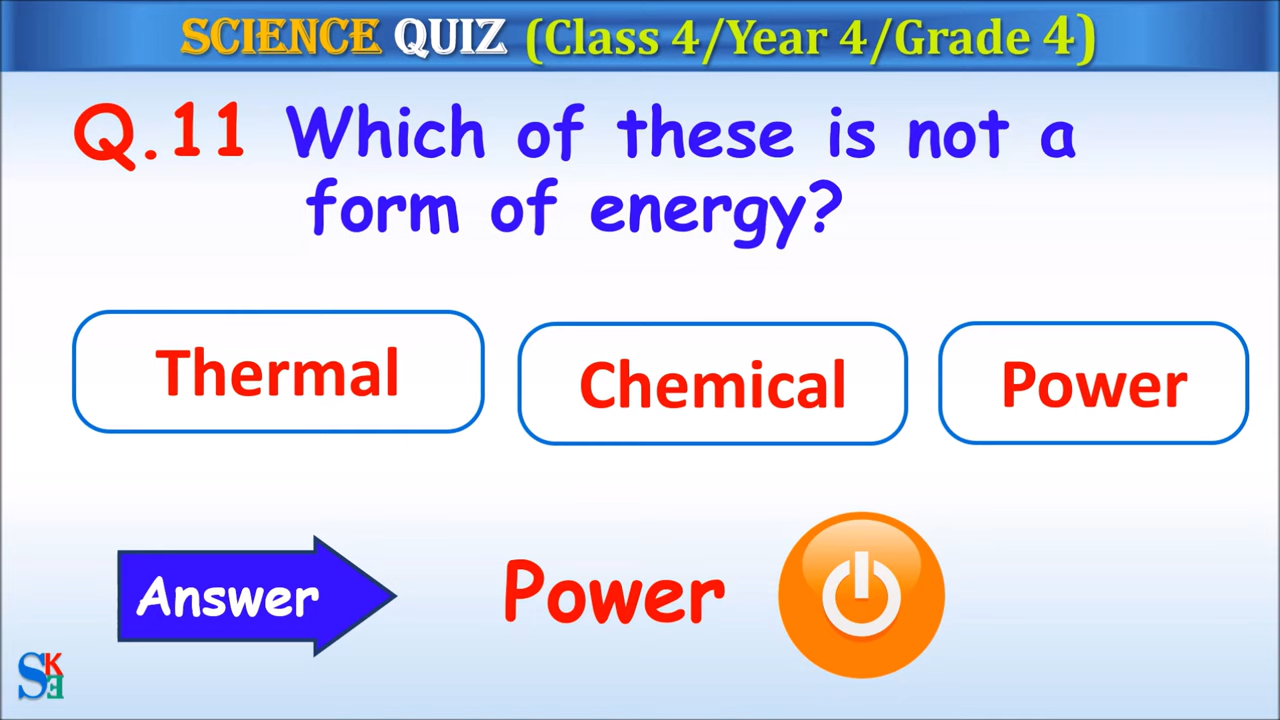 SCIENCE QUIZ (Class 4/Year 4/Grade 4)
Q.11 Which of these is not a
form of energy?
Thermal
Chemical
Power
Answer
Power
SKE